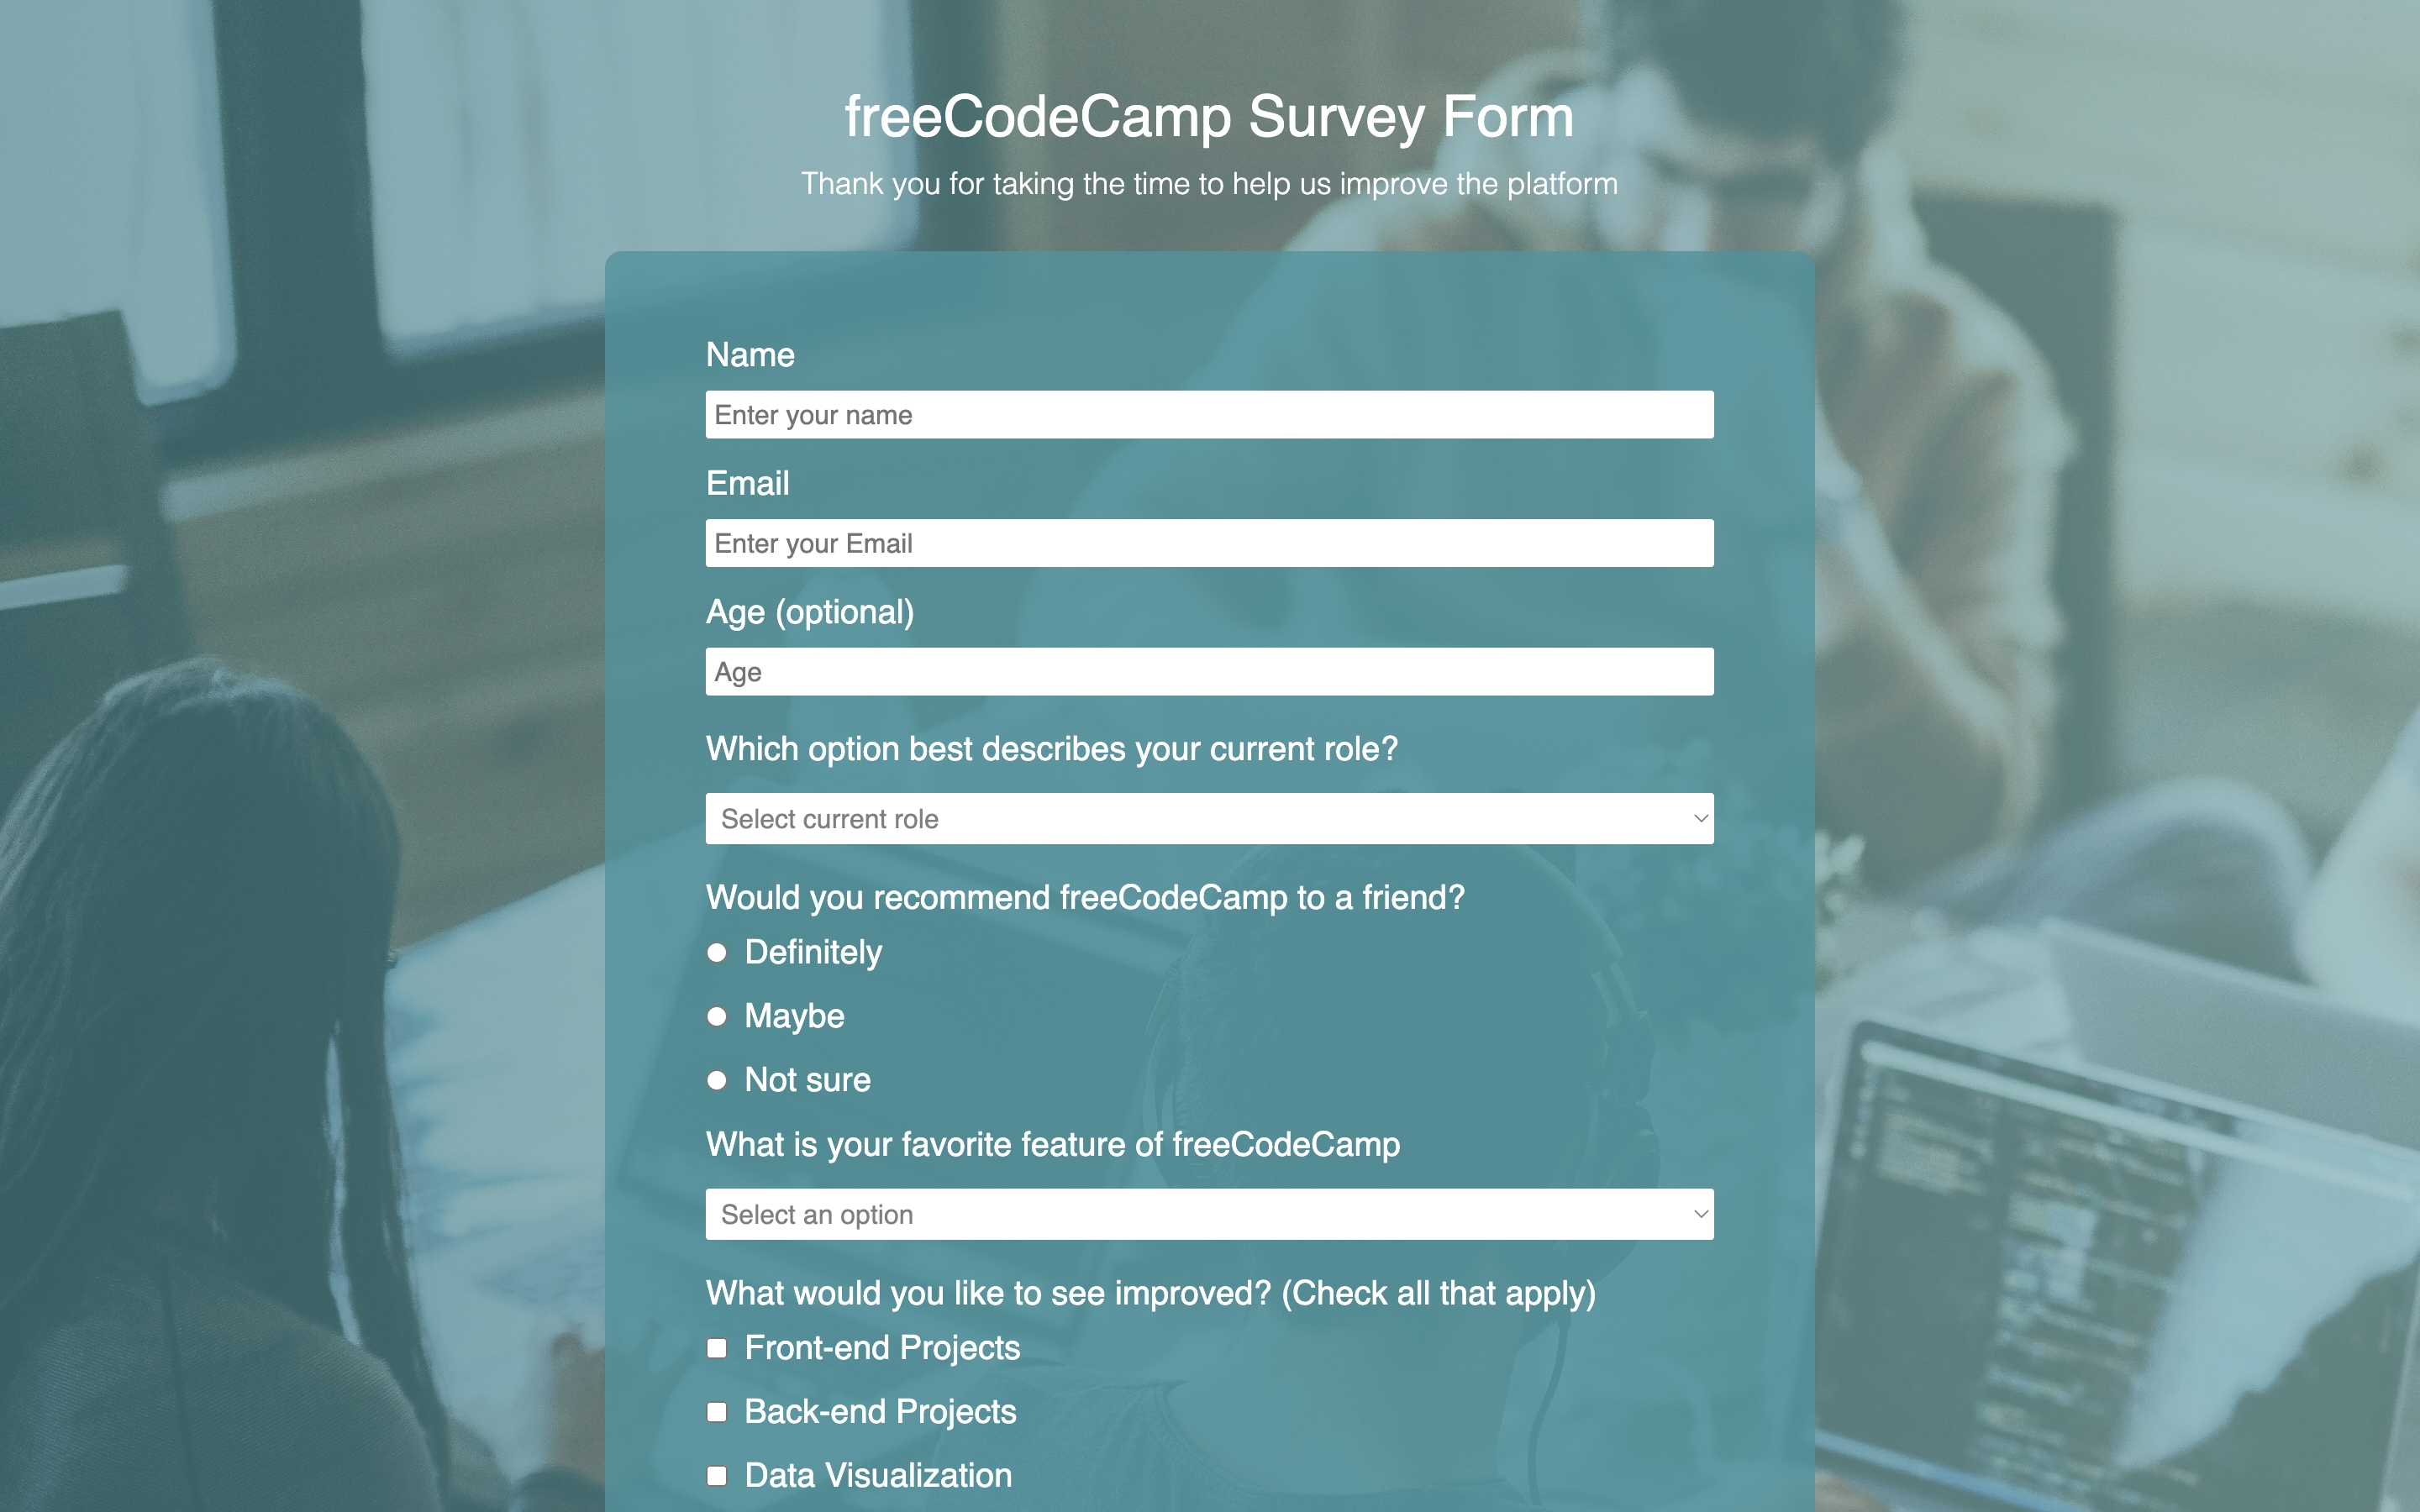 freeCodeCamp Survey Form
Thank you for taking the time to help us improve the platform
Name
Enter your name
Email
Enter your Email
Age (optional)
Age
Which option best describes your current role?
Select current role
Would you recommend freeCodeCamp to a friend?
Definitely
Maybe
Not sure
What is your favorite feature of freeCodeCamp
Select an option
What would you like to see improved? (Check all that apply)
Front-end Projects
Back-end Projects
Data Visualization